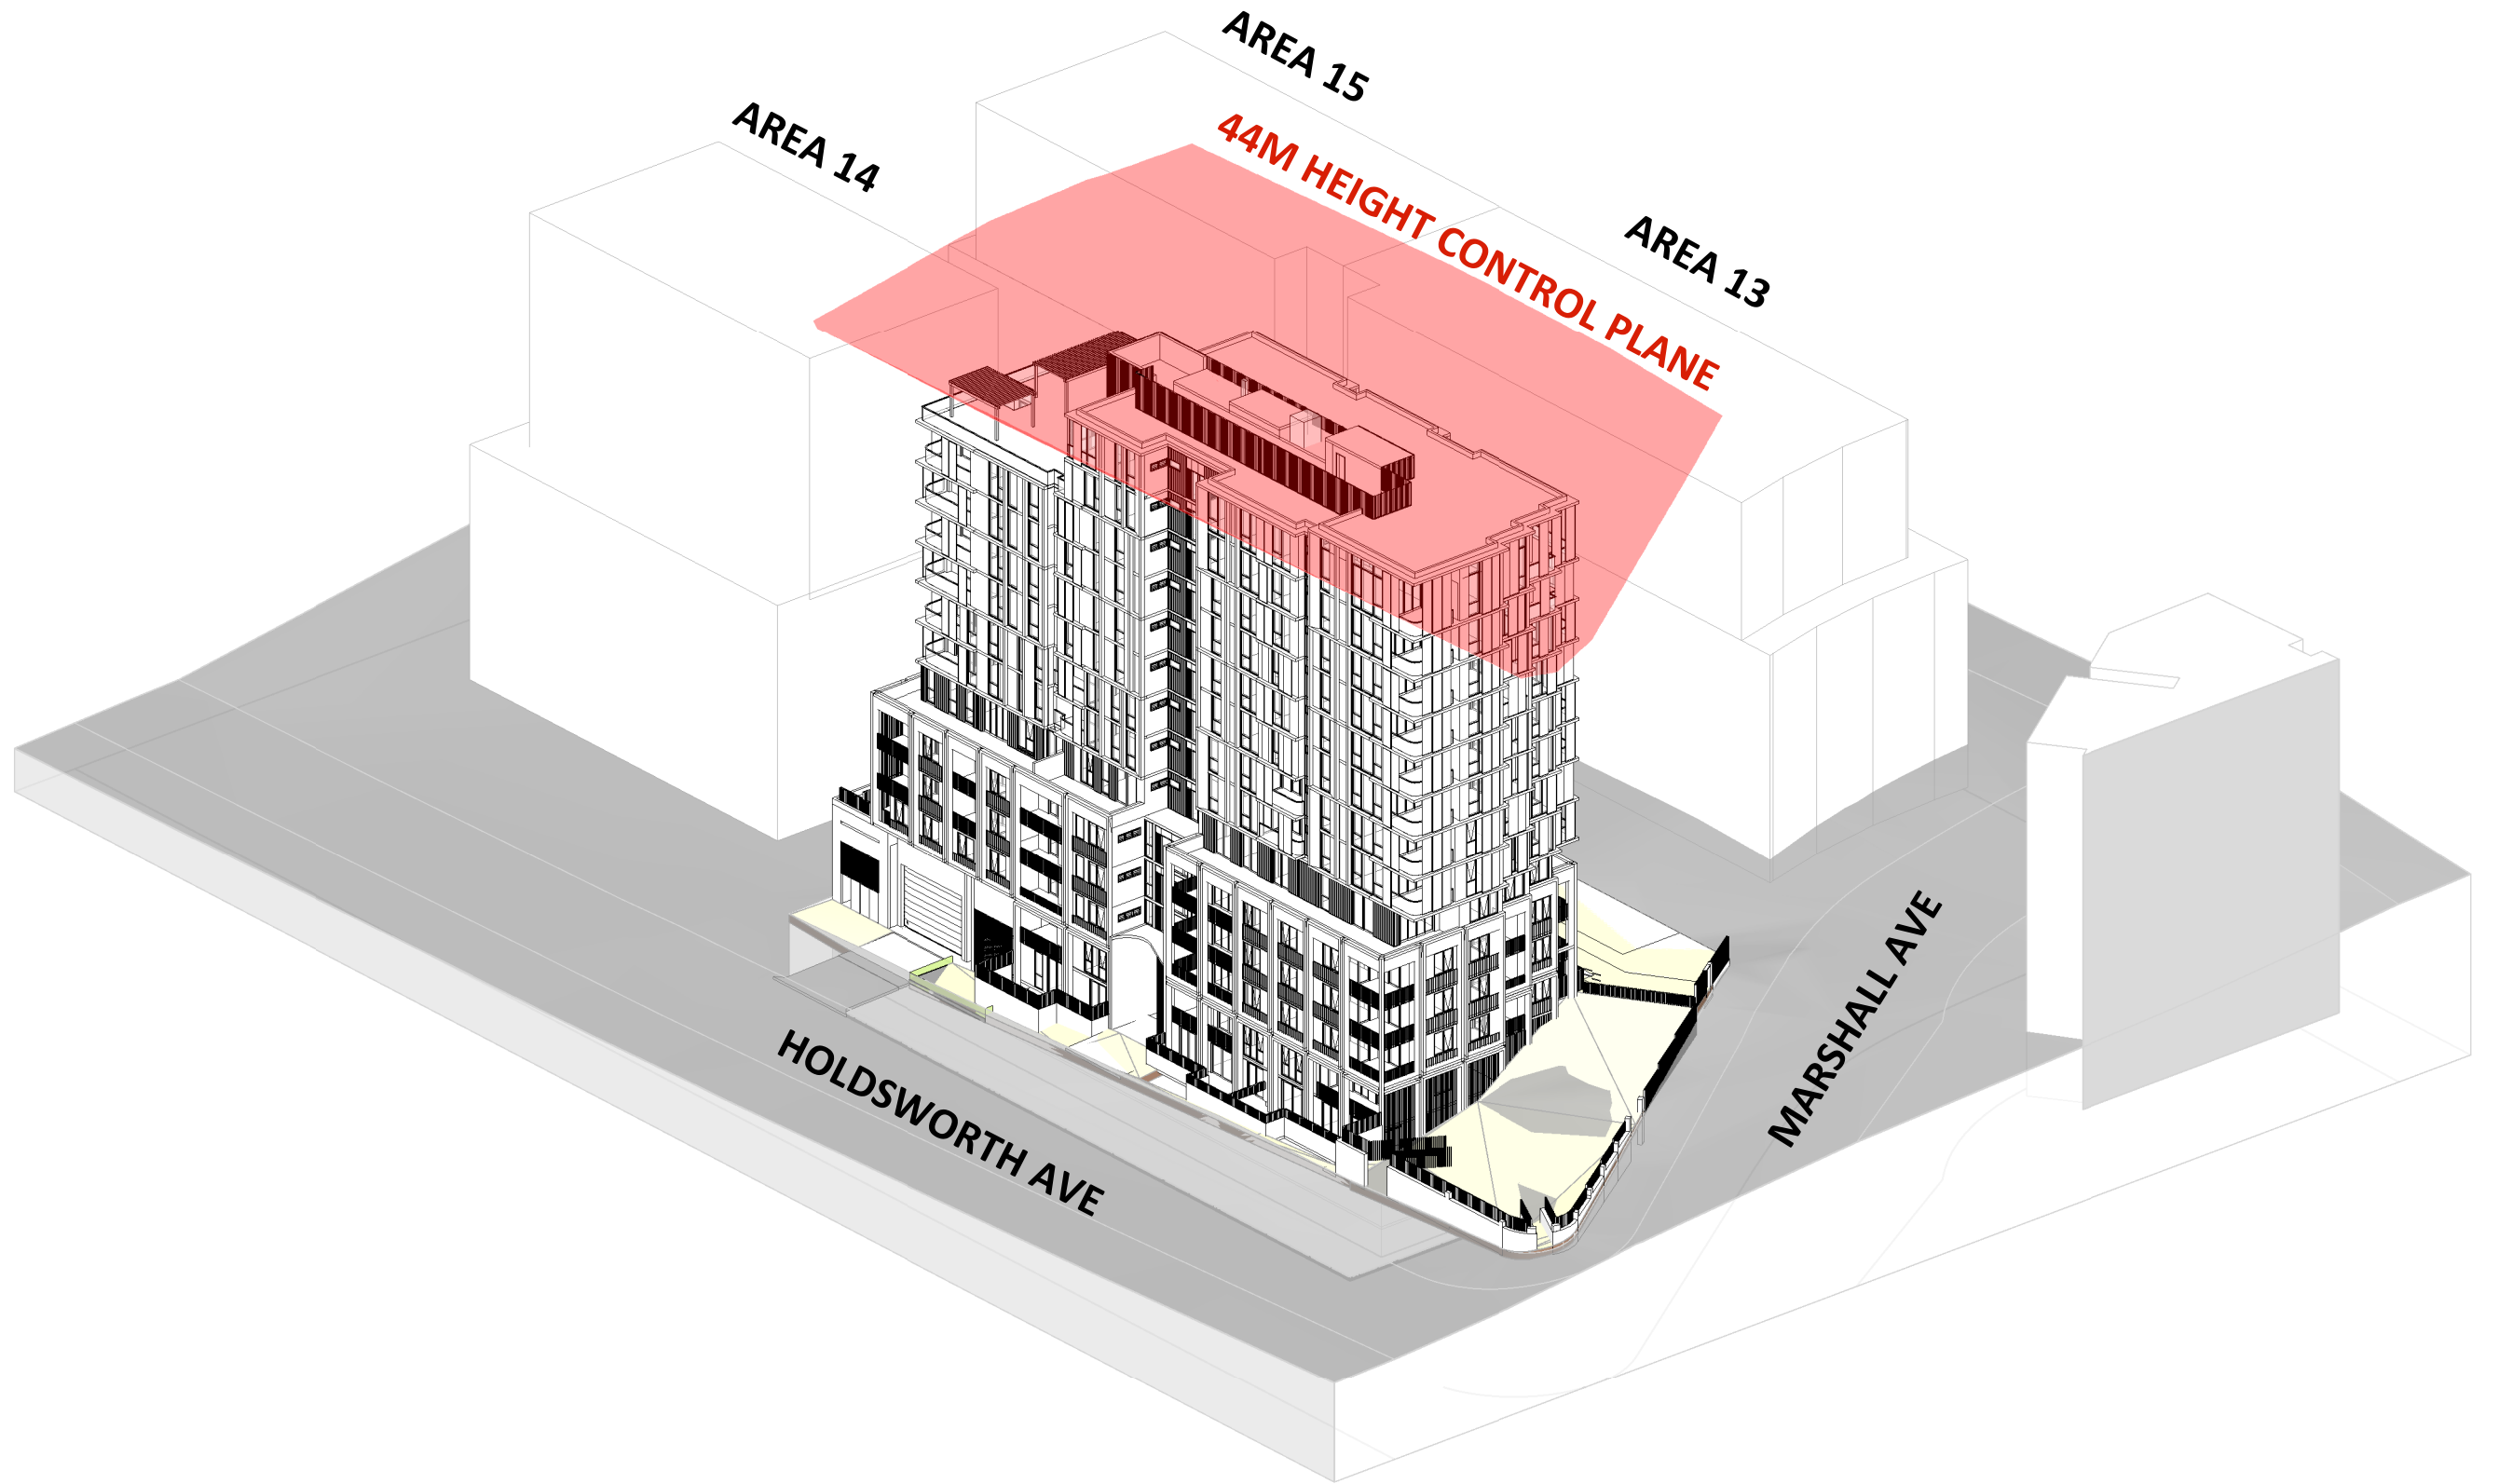 AREA 15
AREA 14
44M HEIGHT CONTROL PLANE
AREA 13
MARSHALL AVE
HOLDSWORTH AVE